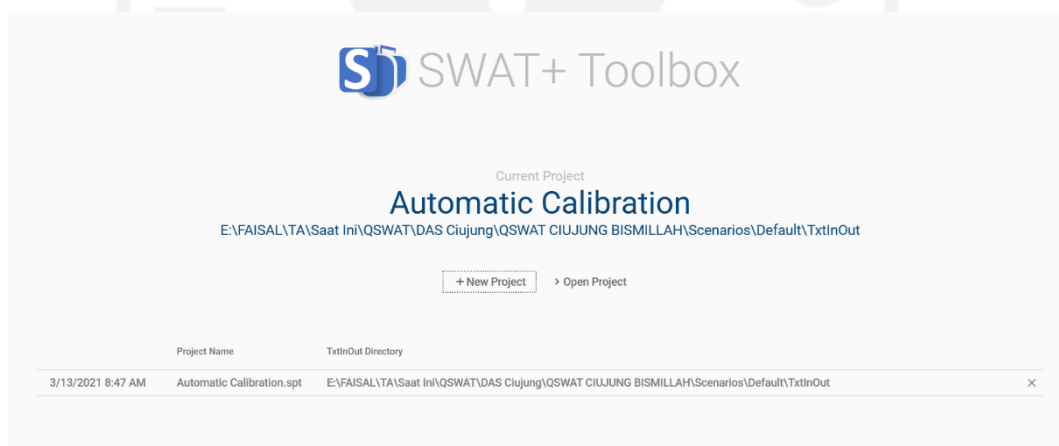 SWAT+ Toolbox
Current Project
Automatic Calibration
E:\FAISAL\TA\Saat Ini\QSWAT\DAS Ciujung\QSWAT CIUJUNG BISMILLAH\Scenarios\Default\TxtInOut
+ New Project > Open Project
Project Name TxtInOut Directory
3/13/2021 8:47 AM Automatic Calibration.spt E:\FAISAL\TA\Saat Ini\QSWAT\DAS Ciujung\QSWAT CIUJUNG BISMILLAH\Scenarios\Default\TxtInOut ×